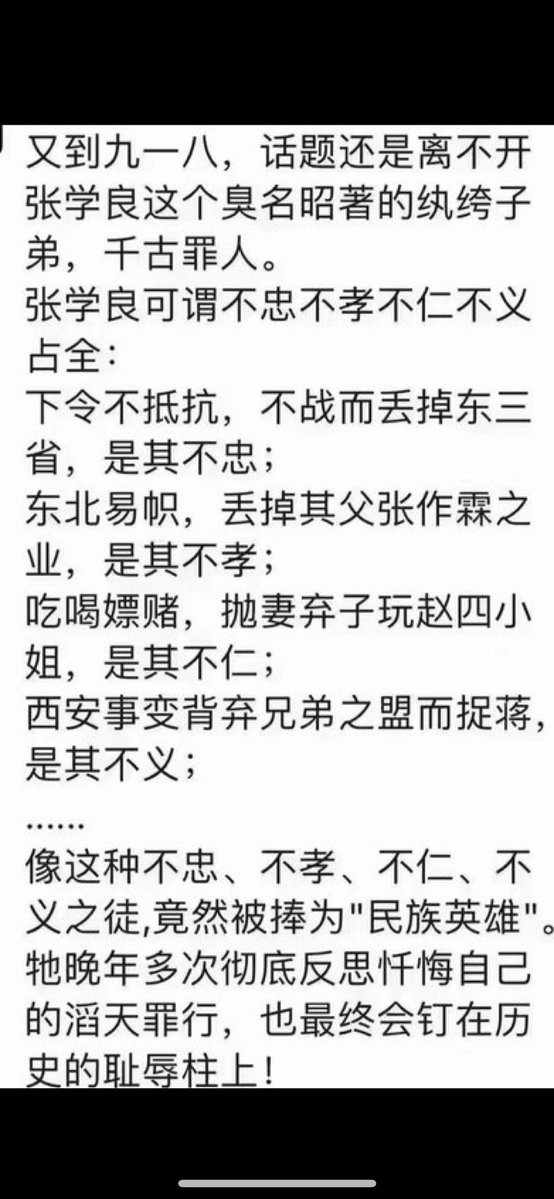 又到九一八，话题还是离不开
张学良这个臭名昭著的纨绔子
弟，千古罪人。
张学良可谓不忠不孝不仁不义
占全：
下令不抵抗，不战而丢掉东三
省，是其不忠；
东北易帜，丢掉其父张作霖之
业，是其不孝；
吃喝嫖赌，抛妻弃子玩赵四小
姐，是其不仁；
西安事变背弃兄弟之盟而捉蒋，
是其不义；
……
像这种不忠、不孝、不仁、不
义之徒,竟然被捧为"民族英雄"。
牠晚年多次彻底反思忏悔自己
的滔天罪行，也最终会钉在历
史的耻辱柱上！